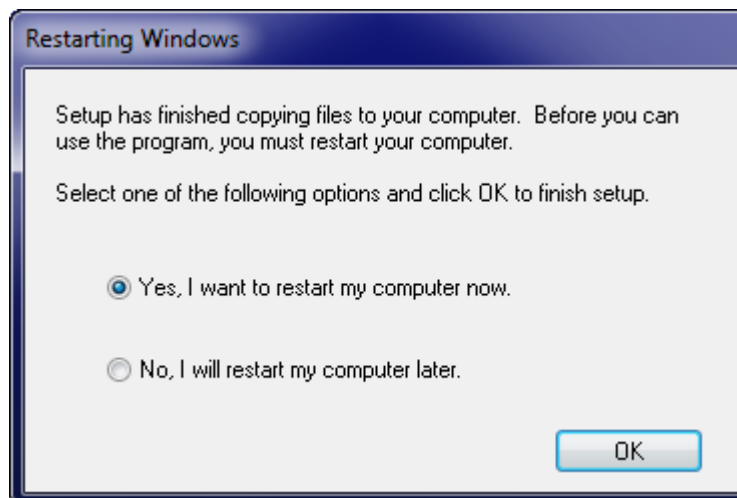 Restarting Windows
Setup has finished copying files to your computer.  Before you can
use the program, you must restart your computer.
Select one of the following options and click OK to finish setup.
Yes, I want to restart my computer now.
No, I will restart my computer later.
OK